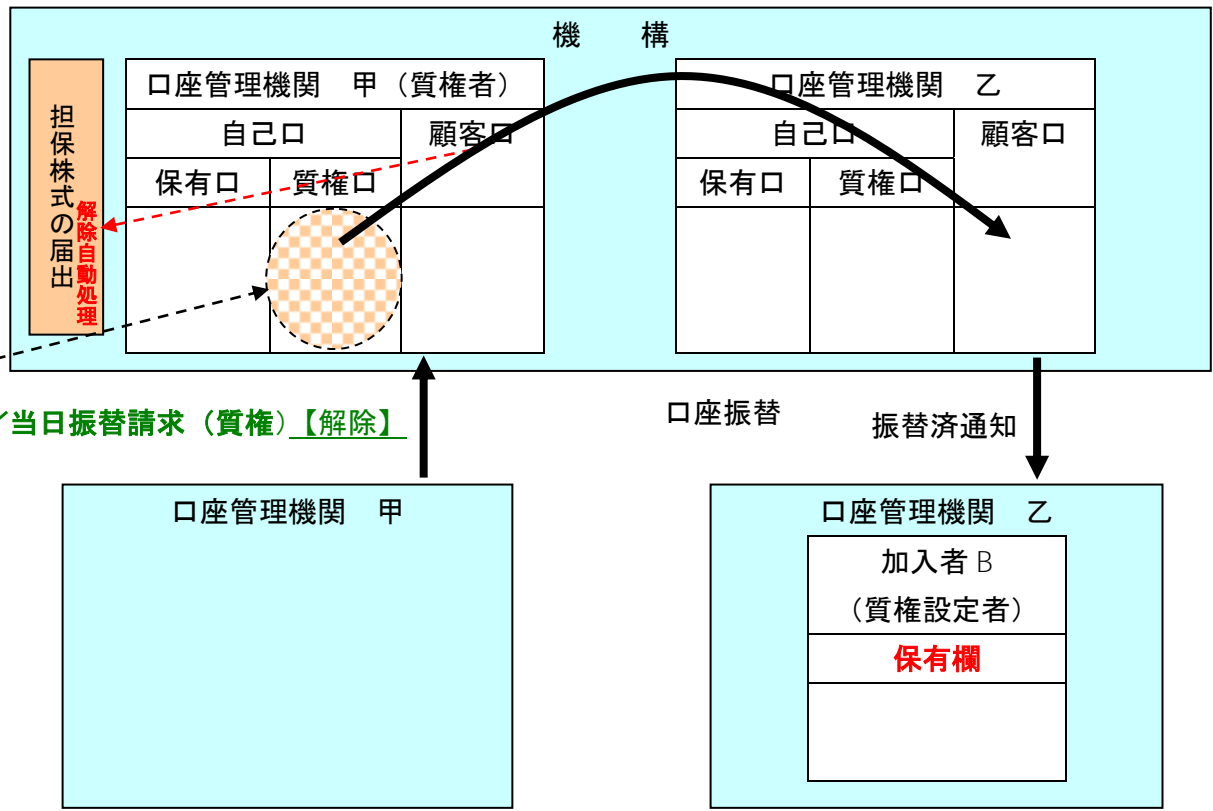 機　構
担保株式の届出
解除自動処理
口座管理機関　甲（質権者）
自己口
顧客口
保有口
質権口
口座管理機関　乙
自己口
顧客口
保有口
質権口
当日振替請求（質権）【解除】
口座振替
振替済通知
口座管理機関　甲
口座管理機関　乙
加入者 B
（質権設定者）
保有欄